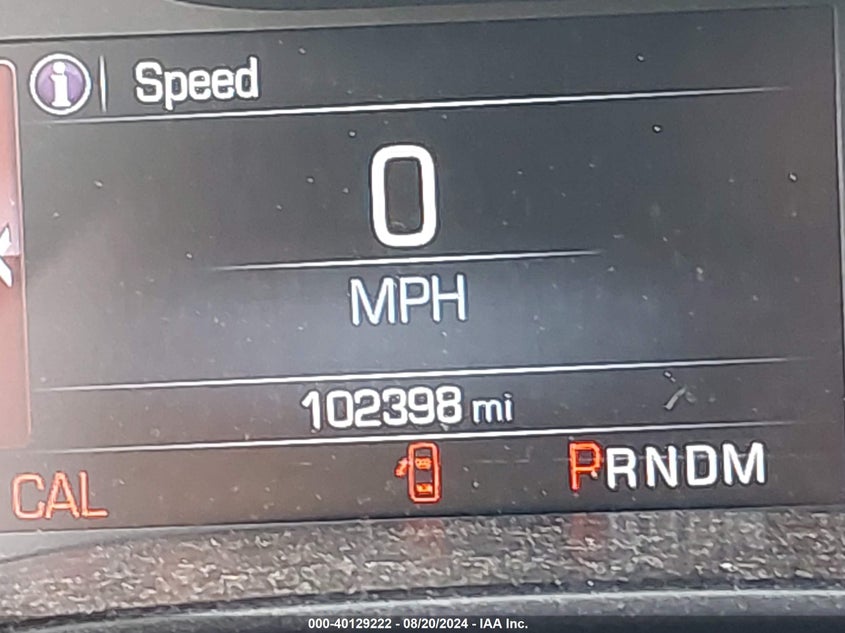 i Speed
0
MPH
102398 mi
CAL PRNDM
000-40129222 - 08/20/2024 - IAA Inc.